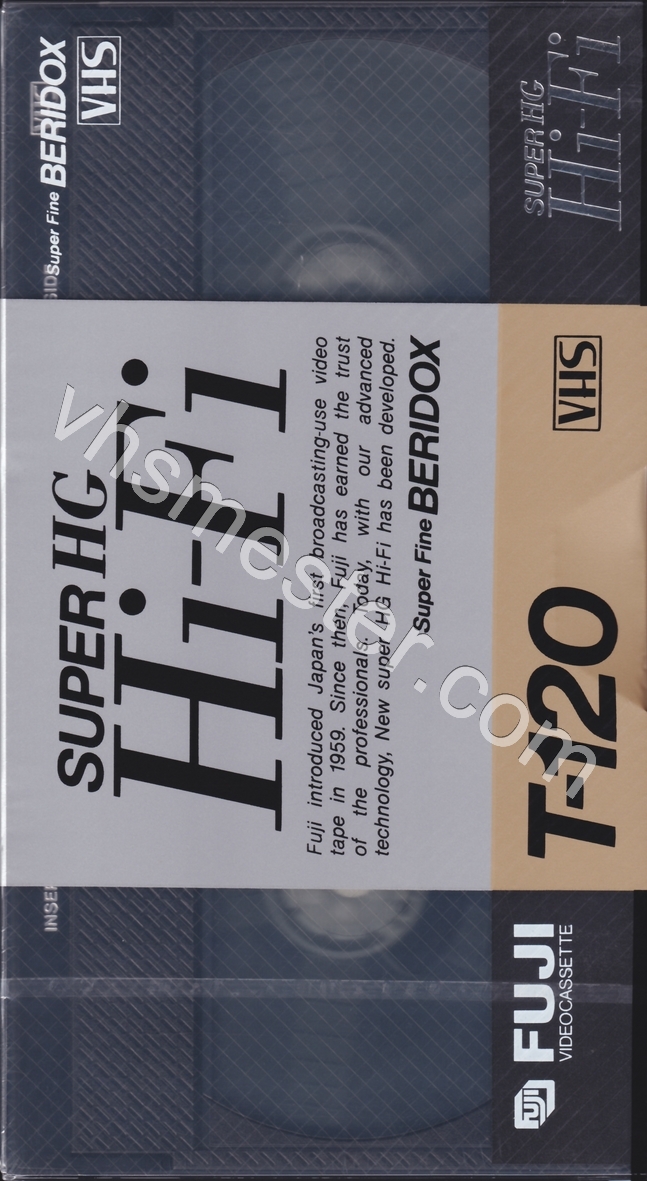 Super Fine BERIDOX
VHS
SUPER HG
Hi-Fi
SUPER HG
Hi-Fi
Fuji introduced Japan's first broadcasting-use video
tape in 1959. Since then, Fuji has earned the trust
of the professionals. Today, with our advanced
technology, New super HG Hi-Fi has been developed.
Super Fine BERIDOX
VHS
T-120
FUJI
FUJI
VIDEOCASSETTE
vhsmester.com